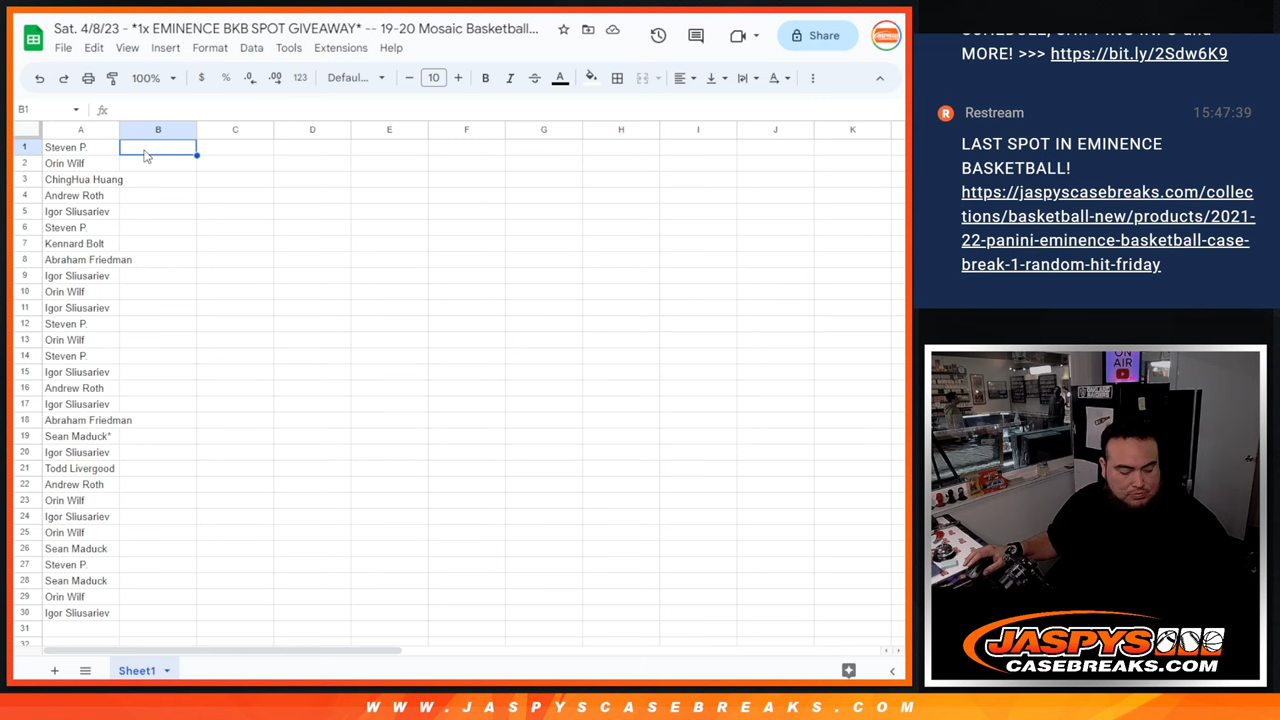 Sat. 4/8/23 - *1x EMINENCE BKB SPOT GIVEAWAY* -- 19-20 Mosaic Basketball...
Share
File Edit View Insert Format Data Tools Extensions Help
100% $ % .0 .00 123 Defaul... 10 B I A A
B1 fx
A B C D E F G H I J K
1 Steven P.
2 Orin Wilf
3 ChingHua Huang
4 Andrew Roth
5 Igor Sliusariev
6 Steven P.
7 Kennard Bolt
8 Abraham Friedman
9 Igor Sliusariev
10 Orin Wilf
11 Igor Sliusariev
12 Steven P.
13 Orin Wilf
14 Steven P.
15 Igor Sliusariev
16 Andrew Roth
17 Igor Sliusariev
18 Abraham Friedman
19 Sean Maduck*
20 Igor Sliusariev
21 Todd Livergood
22 Andrew Roth
23 Orin Wilf
24 Igor Sliusariev
25 Orin Wilf
26 Sean Maduck
27 Steven P.
28 Sean Maduck
29 Orin Wilf
30 Igor Sliusariev
31
32
Sheet1
MORE! >>> https://bit.ly/2Sdw6K9
R Restream 15:47:39
LAST SPOT IN EMINENCE
BASKETBALL!
https://jaspyscasebreaks.com/collec
tions/basketball-new/products/2021-
22-panini-eminence-basketball-case-
break-1-random-hit-friday
ON
AIR
JASPYS
CASEBREAKS.COM
WWW.JASPYSCASEBREAKS.COM